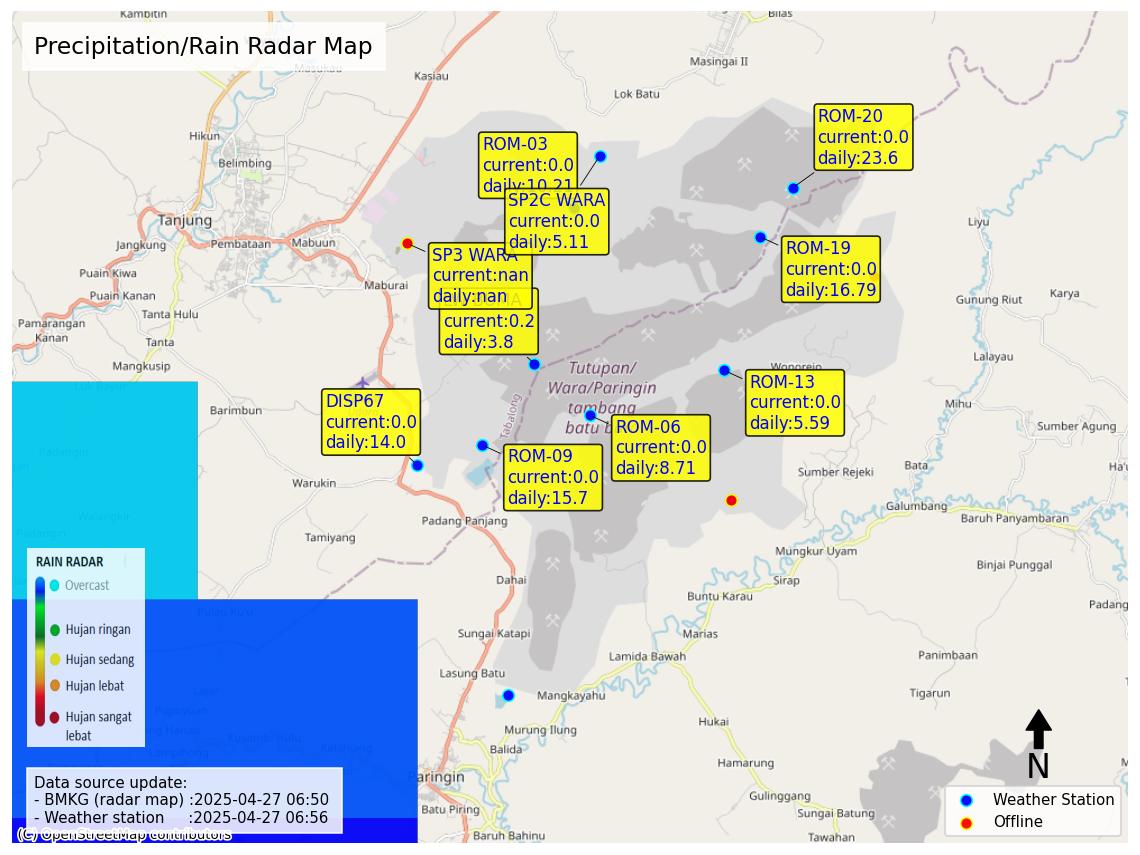 Precipitation/Rain Radar Map
Kambitin
Bilas
Masukau
Kasiau
Masingai II
Lok Batu
Hikun
Belimbing
ROM-03
current:0.0
daily:10.21
ROM-20
current:0.0
daily:23.6
SP2C WARA
current:0.0
daily:5.11
Tanjung
Jangkung
Pembataan
Mabuun
Liyu
SP3 WARA
current:nan
daily:nan
ROM-19
current:0.0
daily:16.79
Puain Kiwa
Puain Kanan
Maburai
Tanta Hulu
Gunung Riut
Karya
current:0.2
daily:3.8
Pamarangan
Kanan
Tanta
Mangkusip
Lalayau
Tutupan/
Wara/Paringin
tambang
batu b
Wonorejo
ROM-13
current:0.0
daily:5.59
DISP67
current:0.0
daily:14.0
Barimbun
Tabalong
Mihu
ROM-06
current:0.0
daily:8.71
Sumber Agung
ROM-09
current:0.0
daily:15.7
Padangin
Warukin
Sumber Rejeki
Bata
Ha'u
Galumbang
Padang Panjang
Baruh Panyambaran
Walangkir
Padangin
Tamiyang
Mungkur Uyam
Binjai Punggal
RAIN RADAR
Overcast
Hujan ringan
Hujan sedang
Hujan lebat
Hujan sangat
lebat
Dahai
Sirap
Buntu Karau
Padang
Pulau Ku'u
Sungai Katapi
Marias
Lamida Bawah
Panimbaan
Lasung Batu
Mangkayahu
Tigarun
Murung Ilung
Hukai
Balida
Hamarung
N
Paringin
Gulinggang
Batu Piring
Sungai Batung
Baruh Bahinu
Tawahan
Data source update:
- BMKG (radar map) :2025-04-27 06:50
- Weather station :2025-04-27 06:56
(C) OpenStreetMap contributors
Weather Station
Offline